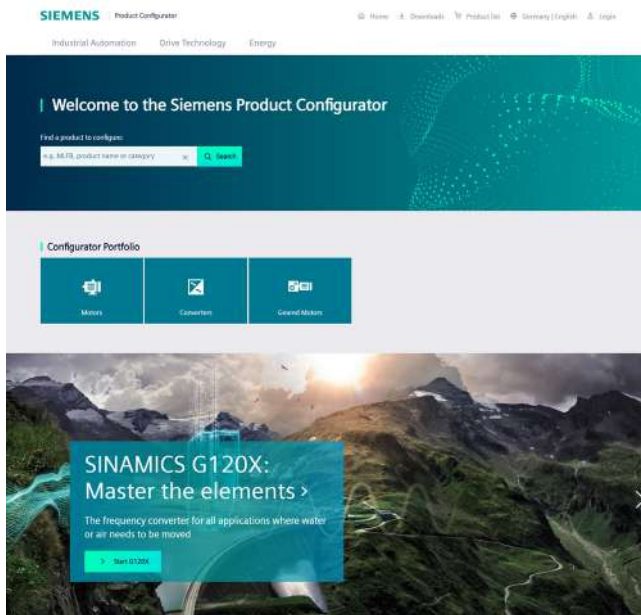 SIEMENS Product Configurator
Home Downloads Product list Germany | English Login
Industrial Automation Drive Technology Energy
Welcome to the Siemens Product Configurator
Find a product to configure:
e.g. MLFB, product name or category Search
Configurator Portfolio
Motors Converters Geared Motors
SINAMICS G120X:
Master the elements >
The frequency converter for all applications where water
or air needs to be moved
> Start G120X